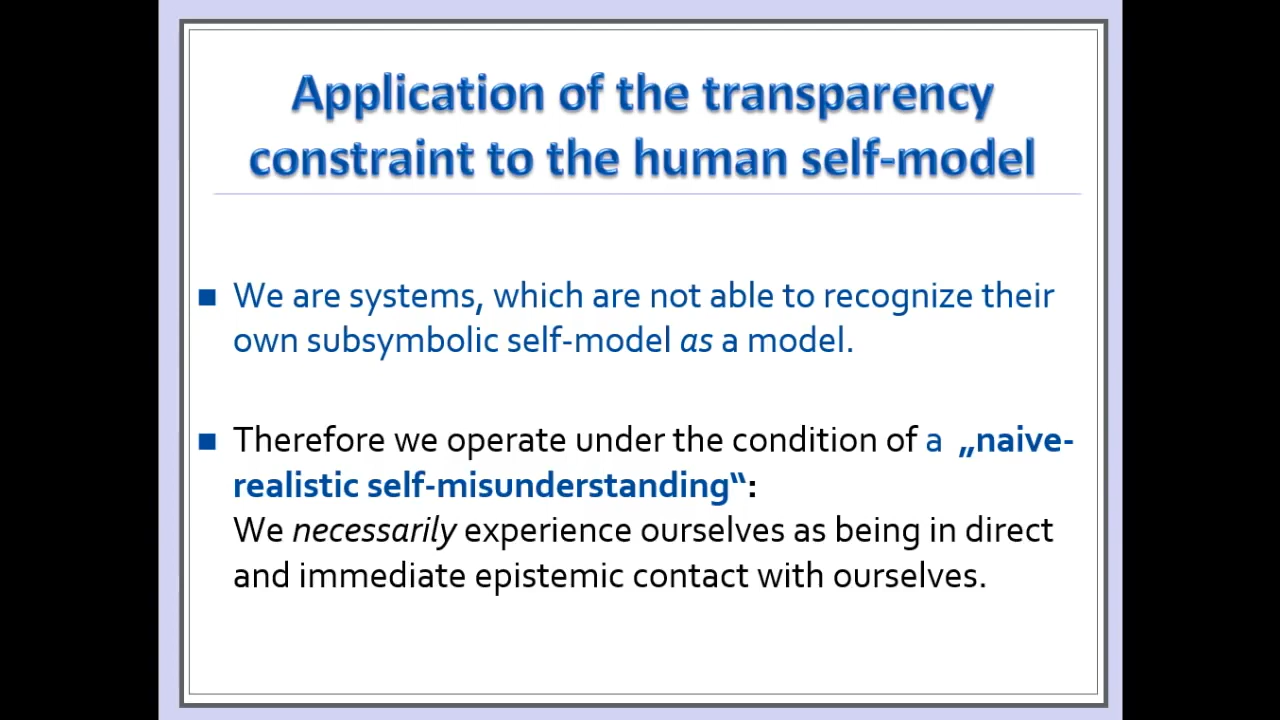 Application of the transparency
constraint to the human self-model
We are systems, which are not able to recognize their
own subsymbolic self-model as a model.
Therefore we operate under the condition of a „naive-
realistic self-misunderstanding“:
We necessarily experience ourselves as being in direct
and immediate epistemic contact with ourselves.